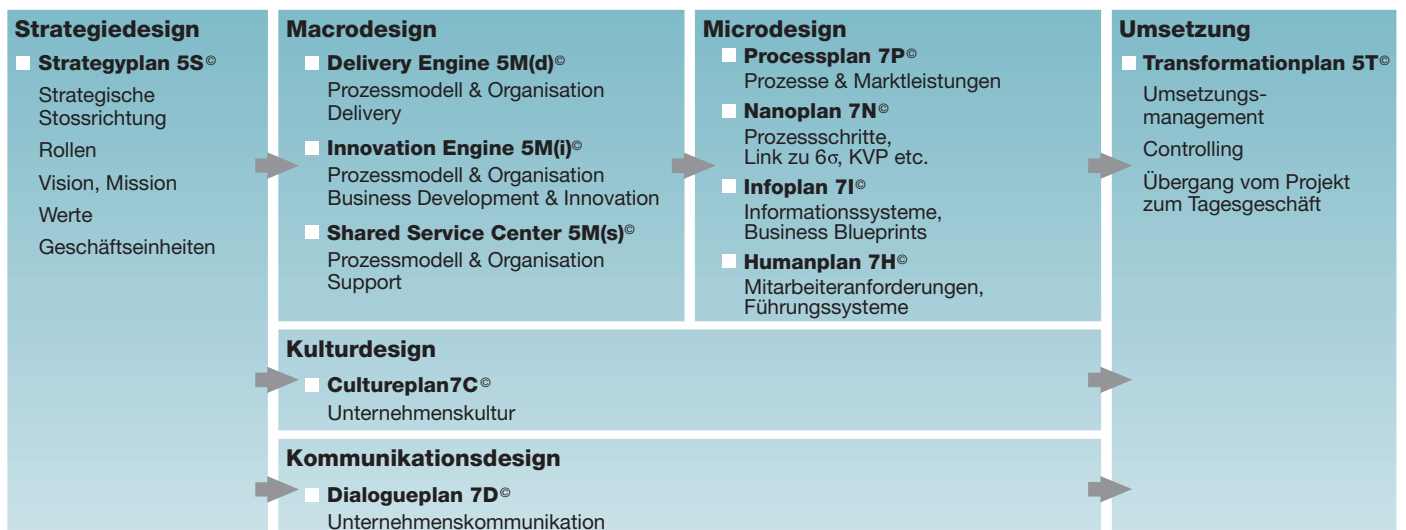 Strategiedesign
Strategyplan 5S©
Strategische
Stossrichtung
Rollen
Vision, Mission
Werte
Geschäftseinheiten
Macrodesign
Delivery Engine 5M(d)©
Prozessmodell & Organisation
Delivery
Innovation Engine 5M(i)©
Prozessmodell & Organisation
Business Development & Innovation
Shared Service Center 5M(s)©
Prozessmodell & Organisation
Support
Microdesign
Processplan 7P©
Prozesse & Marktleistungen
Nanoplan 7N©
Prozessschritte,
Link zu 6σ, KVP etc.
Infoplan 7I©
Informationssysteme,
Business Blueprints
Humanplan 7H©
Mitarbeiteranforderungen,
Führungssysteme
Kulturdesign
Cultureplan7C©
Unternehmenskultur
Kommunikationsdesign
Dialogueplan 7D©
Unternehmenskommunikation
Umsetzung
Transformationplan 5T©
Umsetzungs-
management
Controlling
Übergang vom Projekt
zum Tagesgeschäft